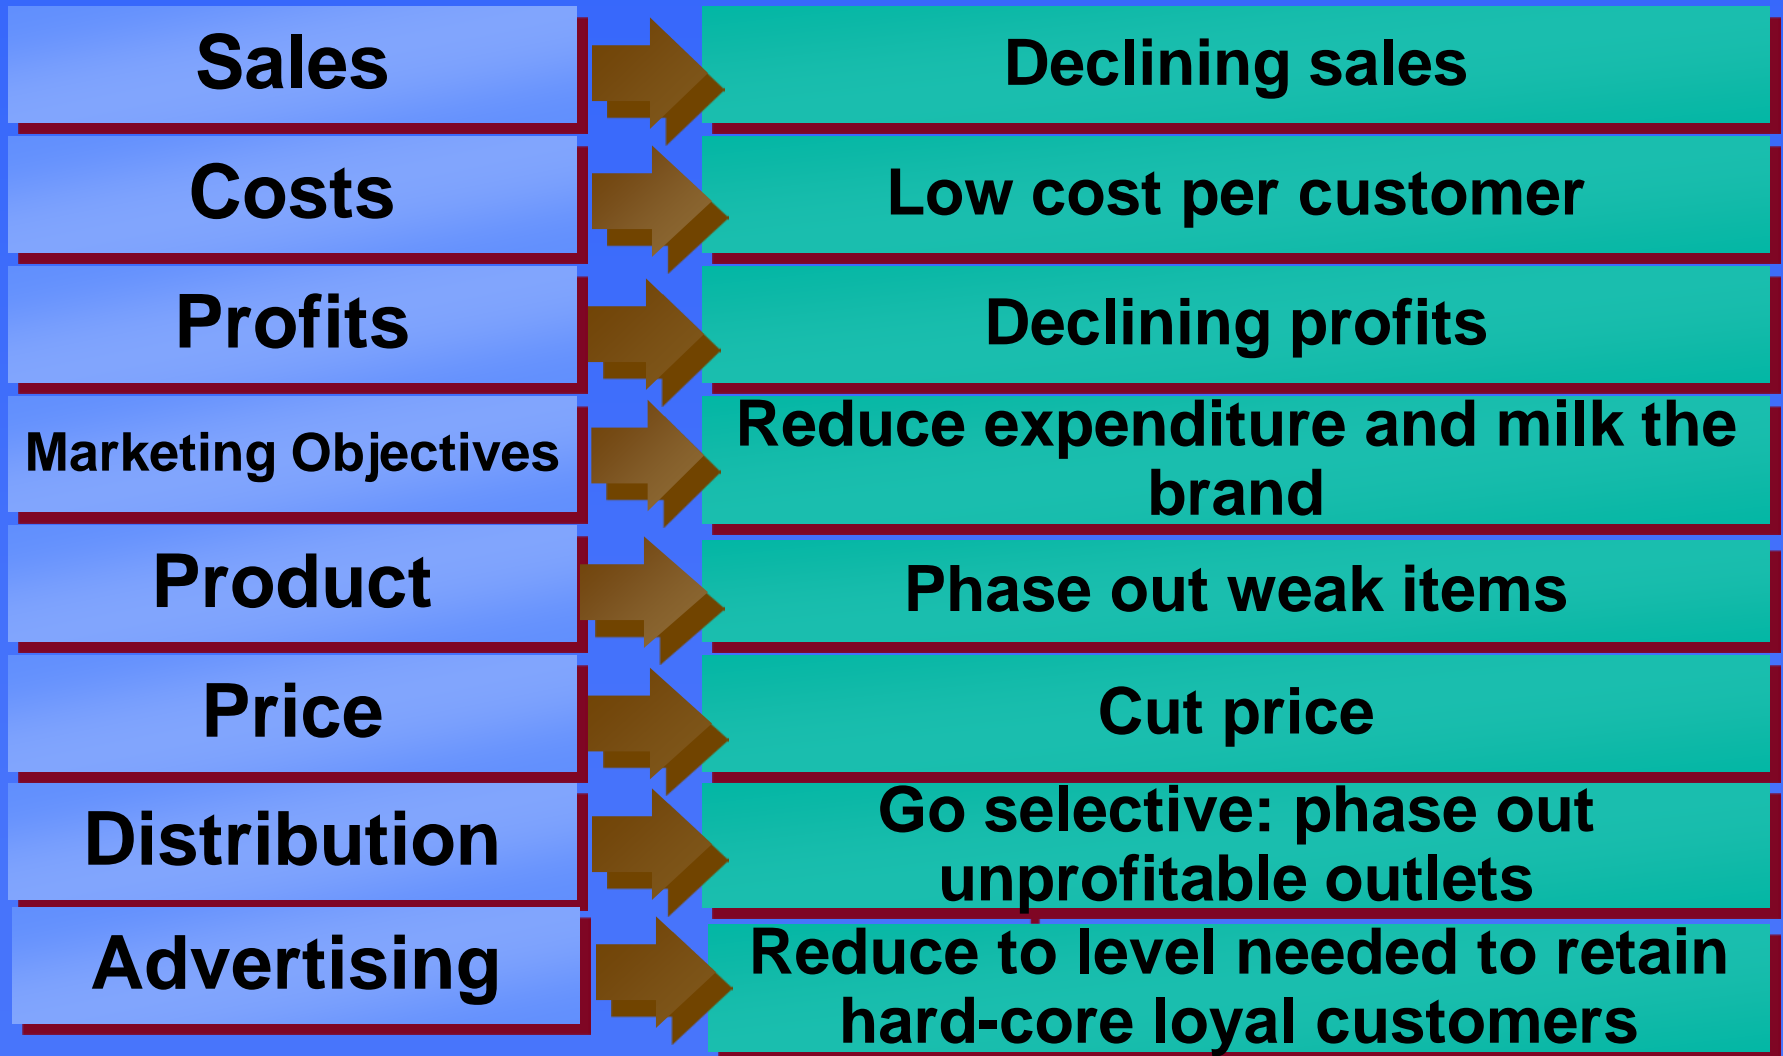 Sales
Declining sales
Costs
Low cost per customer
Profits
Declining profits
Marketing Objectives
Reduce expenditure and milk the
brand
Product
Phase out weak items
Price
Cut price
Distribution
Go selective: phase out
unprofitable outlets
Advertising
Reduce to level needed to retain
hard-core loyal customers